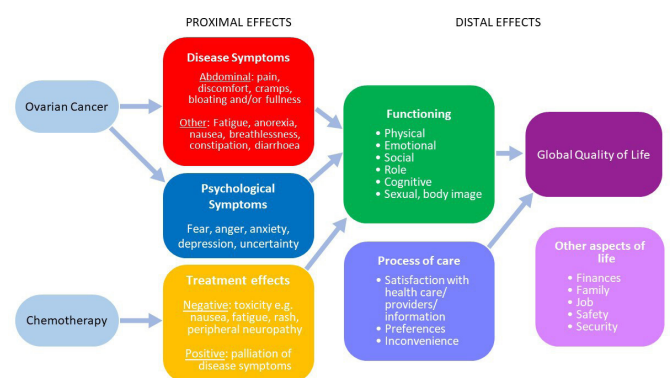 PROXIMAL EFFECTS
DISTAL EFFECTS
Ovarian Cancer
Disease Symptoms
Abdominal: pain,
discomfort, cramps,
bloating and/or fullness
Other: Fatigue, anorexia,
nausea, breathlessness,
constipation, diarrhoea
Psychological
Symptoms
Fear, anger, anxiety,
depression, uncertainty
Chemotherapy
Treatment effects
Negative: toxicity e.g.
nausea, fatigue, rash,
peripheral neuropathy
Positive: palliation of
disease symptoms
Functioning
• Physical
• Emotional
• Social
• Role
• Cognitive
• Sexual, body image
Process of care
• Satisfaction with
health care/
providers/
information
• Preferences
• Inconvenience
Global Quality of Life
Other aspects of
life
• Finances
• Family
• Job
• Safety
• Security